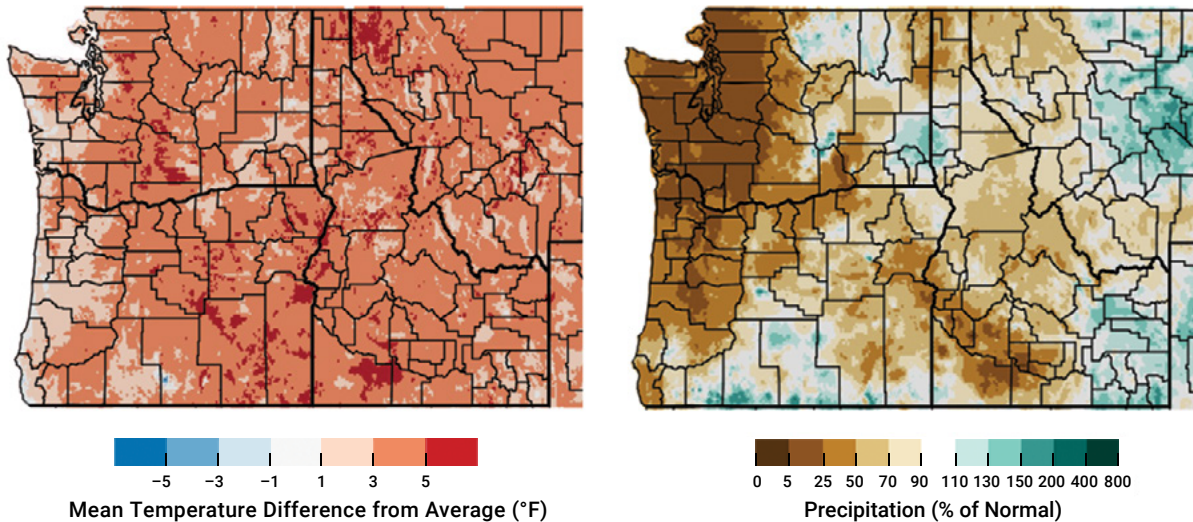 −5 −3 −1 1 3 5
Mean Temperature Difference from Average (°F)
0 5 25 50 70 90 110 130 150 200 400 800
Precipitation (% of Normal)